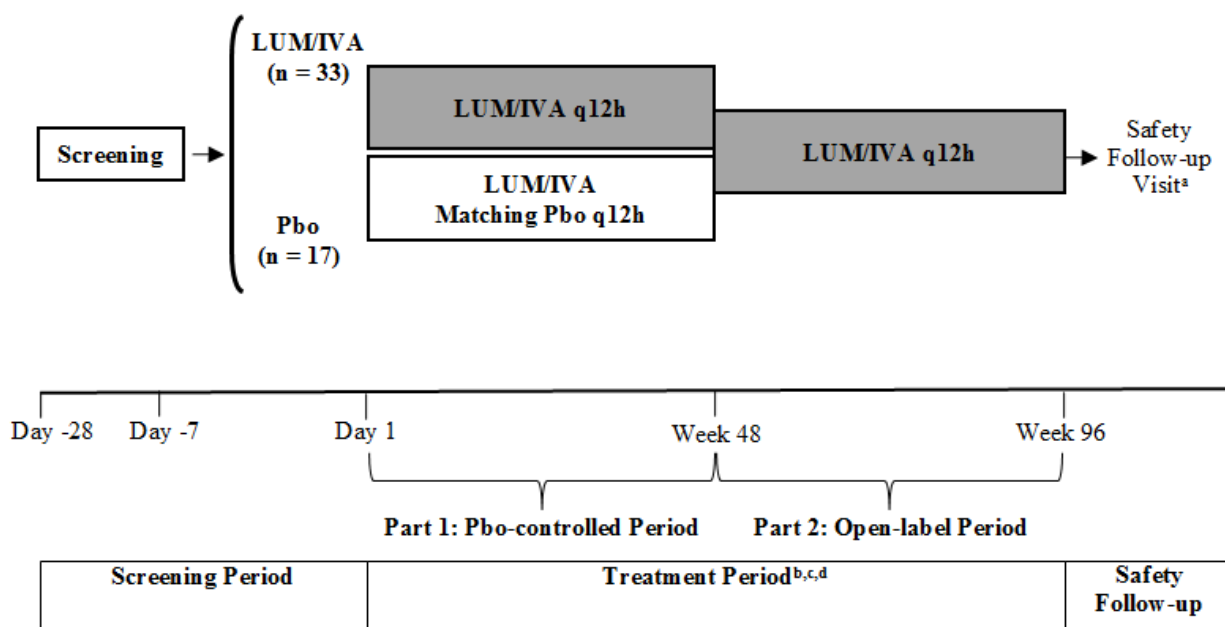 LUM/IVA
(n = 33)
LUM/IVA q12h
LUM/IVA q12h
Screening
Safety
Follow-up
Visitᵃ
LUM/IVA
Matching Pbo q12h
Pbo
(n = 17)
Day -28
Day -7
Day 1
Week 48
Week 96
Part 1: Pbo-controlled Period
Part 2: Open-label Period
Screening Period
Treatment Periodᵇ,ᶜ,ᵈ
Safety
Follow-up